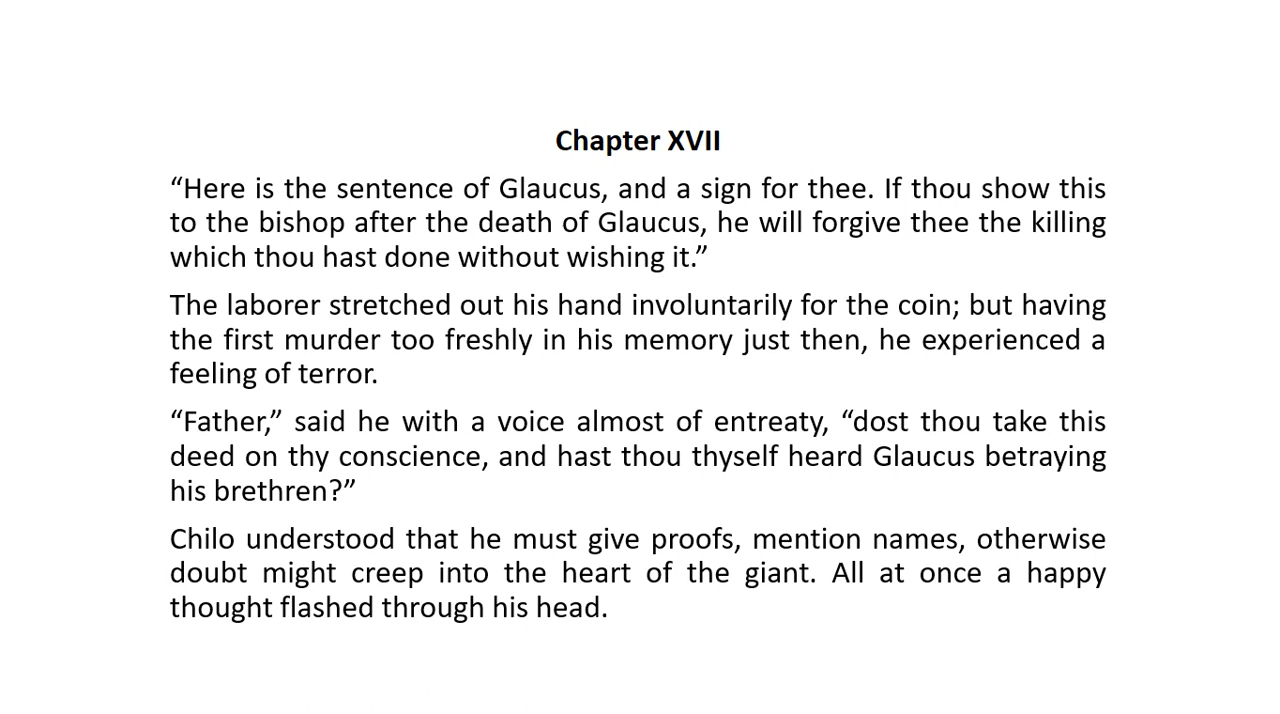 Chapter XVII
“Here is the sentence of Glaucus, and a sign for thee. If thou show this
to the bishop after the death of Glaucus, he will forgive thee the killing
which thou hast done without wishing it.”
The laborer stretched out his hand involuntarily for the coin; but having
the first murder too freshly in his memory just then, he experienced a
feeling of terror.
“Father,” said he with a voice almost of entreaty, “dost thou take this
deed on thy conscience, and hast thou thyself heard Glaucus betraying
his brethren?”
Chilo understood that he must give proofs, mention names, otherwise
doubt might creep into the heart of the giant. All at once a happy
thought flashed through his head.